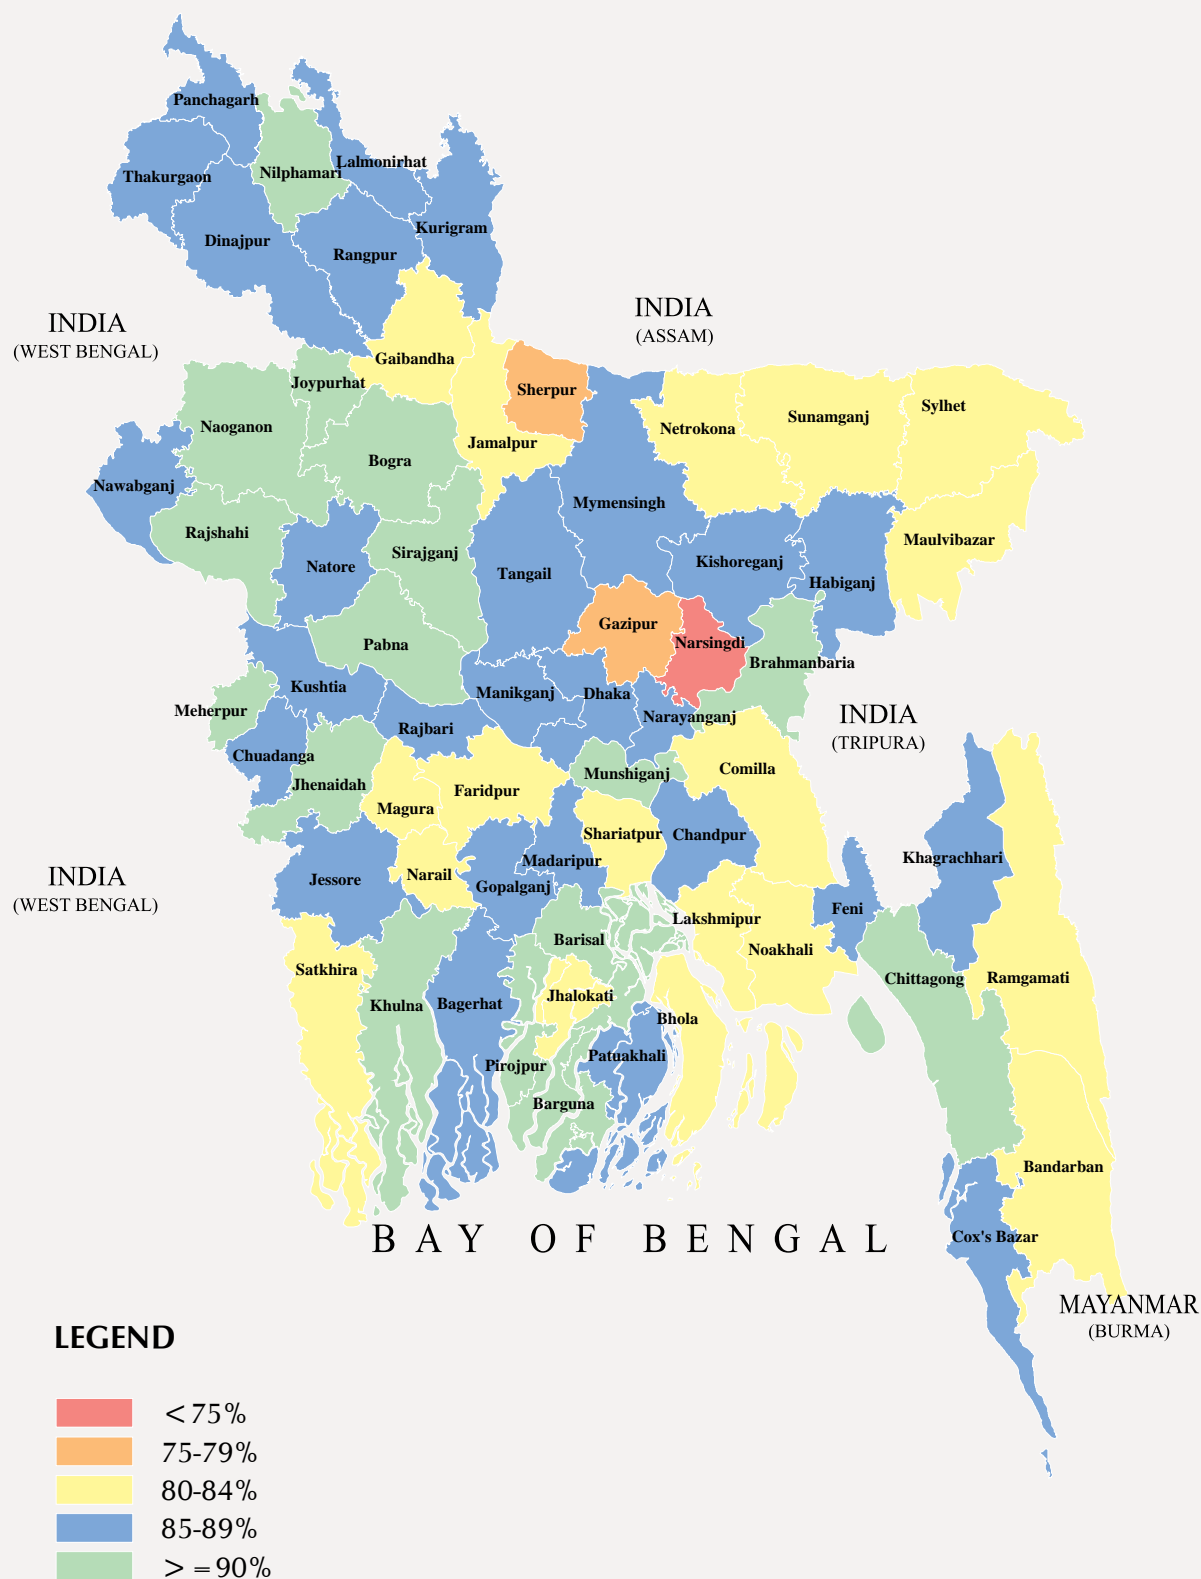 Panchagarh
Lalmonirhat
Nilphamari
Thakurgaon
Kurigram
Dinajpur
Rangpur
INDIA
(ASSAM)
INDIA
(WEST BENGAL)
Gaibandha
Joypurhat
Sherpur
Sylhet
Sunamganj
Naoganon
Netrokona
Jamalpur
Bogra
Nawabganj
Mymensingh
Rajshahi
Maulvibazar
Sirajganj
Kishoreganj
Natore
Tangail
Habiganj
Gazipur
Narsingdi
Pabna
Brahmanbaria
Kushtia
Manikganj
Dhaka
Meherpur
Narayanganj
INDIA
(TRIPURA)
Rajbari
Chuadanga
Comilla
Munshiganj
Jhenaidah
Faridpur
Magura
Shariatpur
Chandpur
Khagrachhari
Madaripur
INDIA
(WEST BENGAL)
Jessore
Narail
Gopalganj
Feni
Lakshmipur
Barisal
Noakhali
Satkhira
Chittagong
Ramgamati
Jhalokati
Khulna
Bagerhat
Bhola
Patuakhali
Pirojpur
Barguna
Bandarban
BAY OF BENGAL
Cox's Bazar
MAYANMAR
(BURMA)
LEGEND
<75%
75-79%
80-84%
85-89%
>=90%